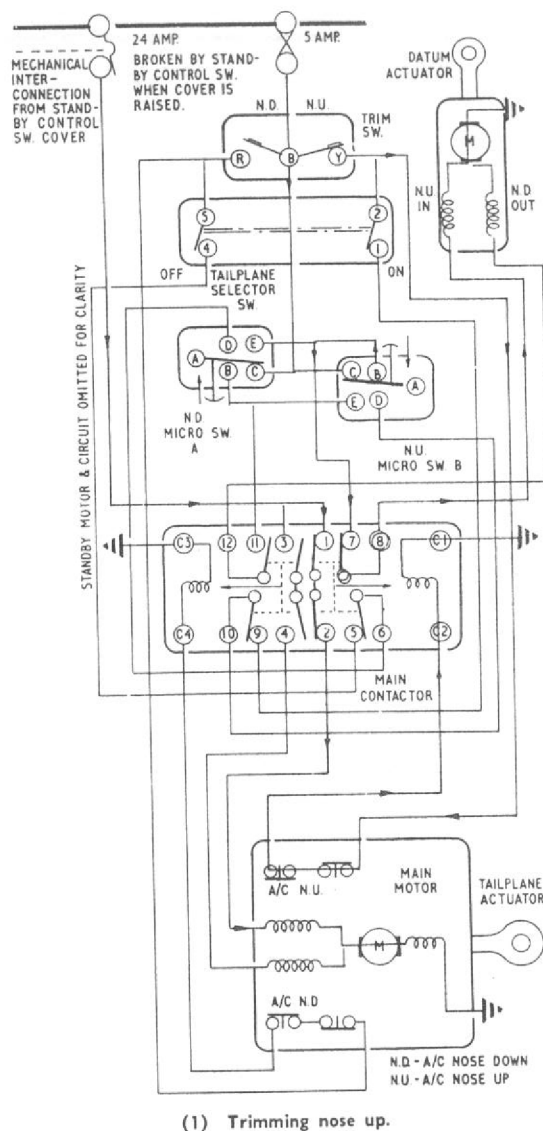 24 AMP.
5 AMP.
MECHANICAL
INTER-
CONNECTION
FROM STAND-
BY CONTROL
SW. COVER
BROKEN BY STAND-
BY CONTROL SW.
WHEN COVER IS
RAISED.
N.D.
N.U.
TRIM
SW.
R
B
Y
DATUM
ACTUATOR
M
N.U.
IN
N.D.
OUT
5
2
4
1
OFF
TAILPLANE
SELECTOR
SW.
ON
STANDBY MOTOR & CIRCUIT OMITTED FOR CLARITY
D
E
A
B
C
N.D
MICRO SW.
A
C
B
A
E
D
N.U.
MICRO SW. B
C3
12
11
3
1
7
8
C1
C4
10
9
4
2
5
6
C2
MAIN
CONTACTOR
A/C N.U.
MAIN
MOTOR
TAILPLANE
ACTUATOR
M
A/C N.D
N.D.- A/C NOSE DOWN
N.U - A/C NOSE UP
(1) Trimming nose up.